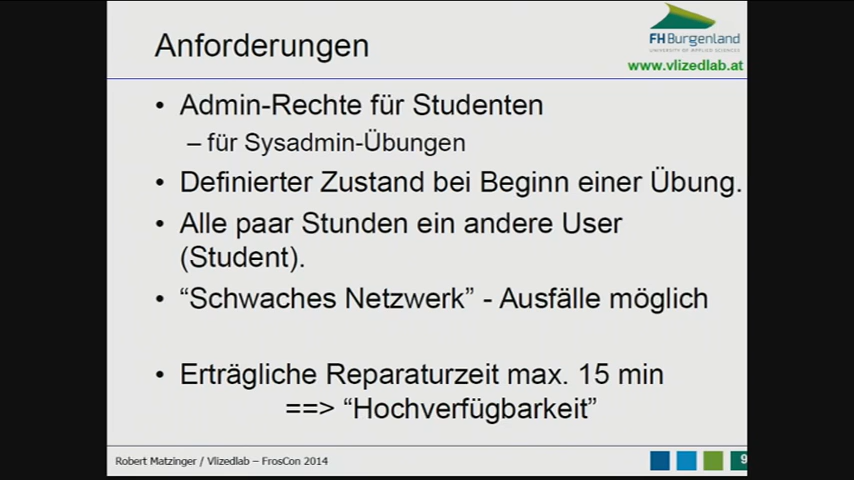 Anforderungen
FH Burgenland
UNIVERSITY OF APPLIED SCIENCES
www.vlizedlab.at
• Admin-Rechte für Studenten
– für Sysadmin-Übungen
• Definierter Zustand bei Beginn einer Übung.
• Alle paar Stunden ein andere User
(Student).
• “Schwaches Netzwerk” - Ausfälle möglich
• Erträgliche Reparaturzeit max. 15 min
==> “Hochverfügbarkeit”
Robert Matzinger / Vlizedlab – FrosCon 2014
9